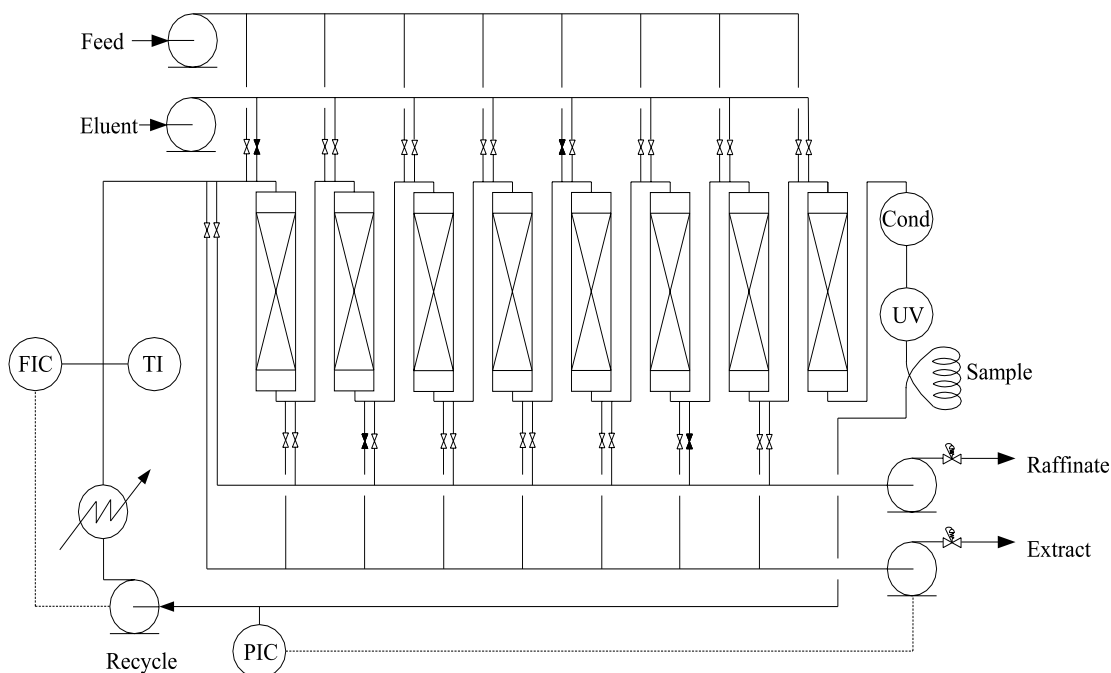 Feed
Eluent
Cond
UV
FIC
TI
Sample
Raffinate
Extract
Recycle
PIC